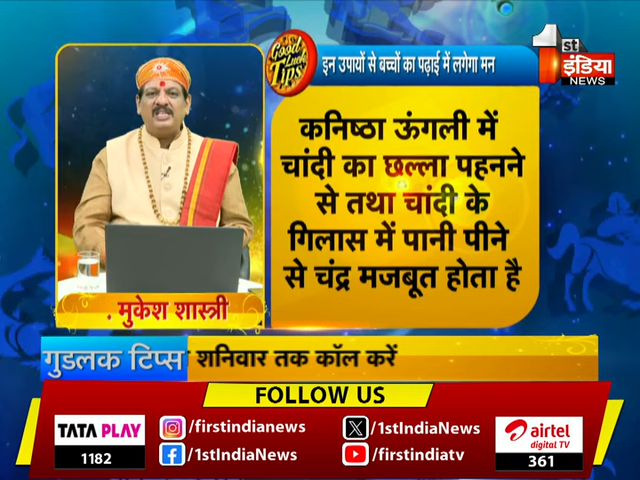 Good Luck Tips
इन उपायों से बच्चों का पढ़ाई में लगेगा मन
1st
इंडिया
NEWS
कनिष्ठा ऊंगली में
चांदी का छल्ला पहनने
से तथा चांदी के
गिलास में पानी पीने
से चंद्र मजबूत होता है
. मुकेश शास्त्री
गुडलक टिप्स
शनिवार तक कॉल करें
FOLLOW US
TATA PLAY
1182
/firstindianews
/1stIndiaNews
/1stIndiaNews
/firstindiatv
airtel
digital TV
361